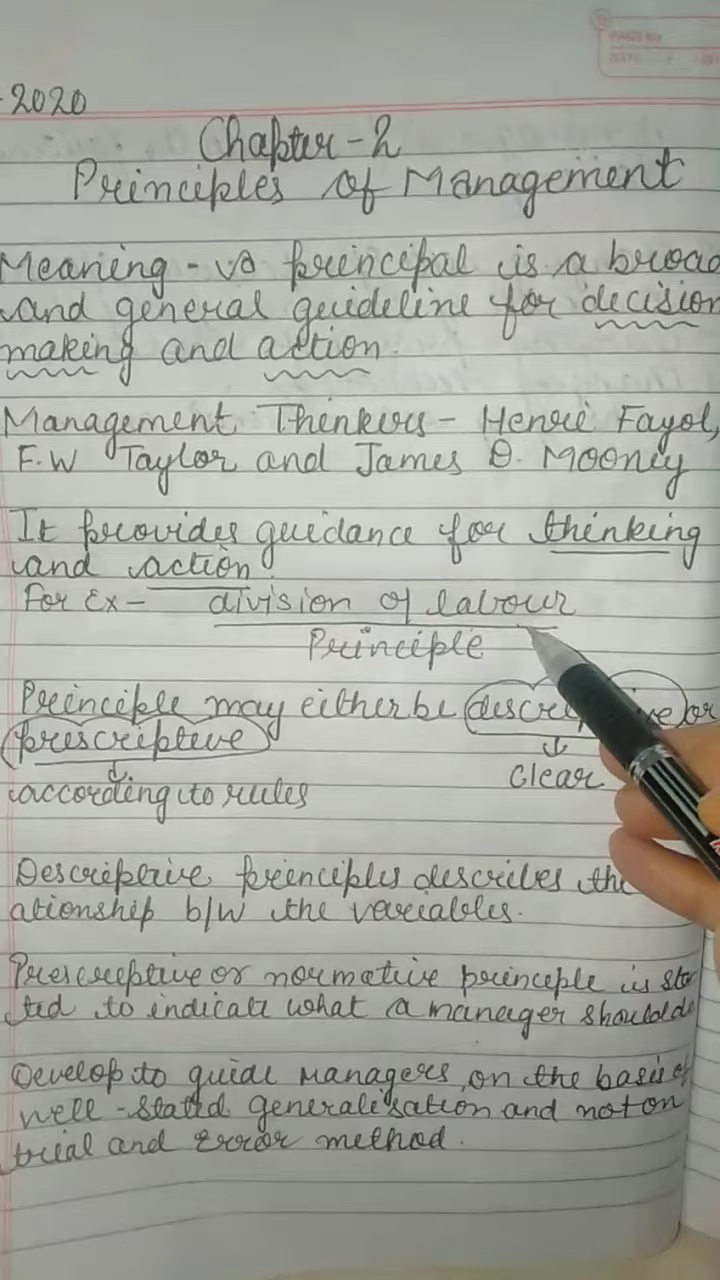 PAGE No
DATE
-2020
Chapter-2
Principles of Management
Meaning - A principal is a broad
and general guideline for decision
making and action.
Management Thinkers - Henri Fayol,
F.W Taylor and James D. Mooney
It provides guidance for thinking
and action.
For Ex- division of labour
Principle
Principle may either be or
prescriptive
clear
according to rules
Descriptive principles describes the
ationship b/w the variables.
Prescriptive or normative principle is sta
ted to indicate what a manager should do
Develop to guide managers on the basis of
well-stated generalisation and not on
trial and Error method.